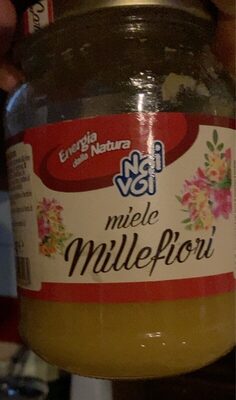 Energia
della Natura
Noi
Voi
miele
Millefiori